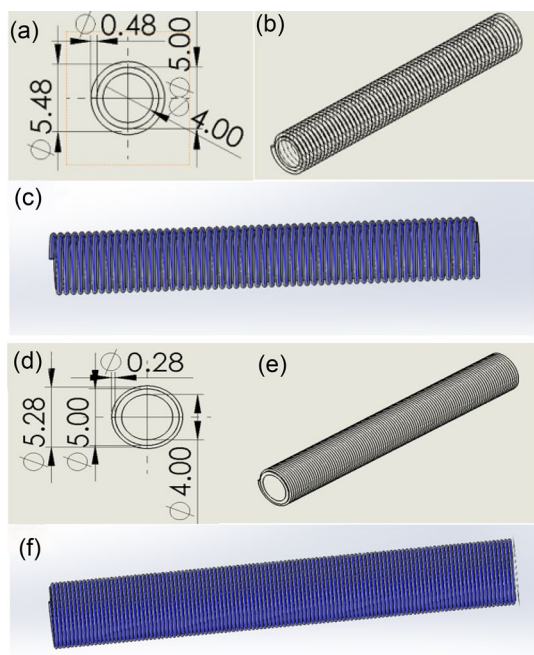 (a)
⌀ 0.48
⌀ 5.48
⌀ 5.00
⌀ 4.00
(b)
(c)
(d)
⌀ 0.28
⌀ 5.28
⌀ 5.00
⌀ 4.00
(e)
(f)